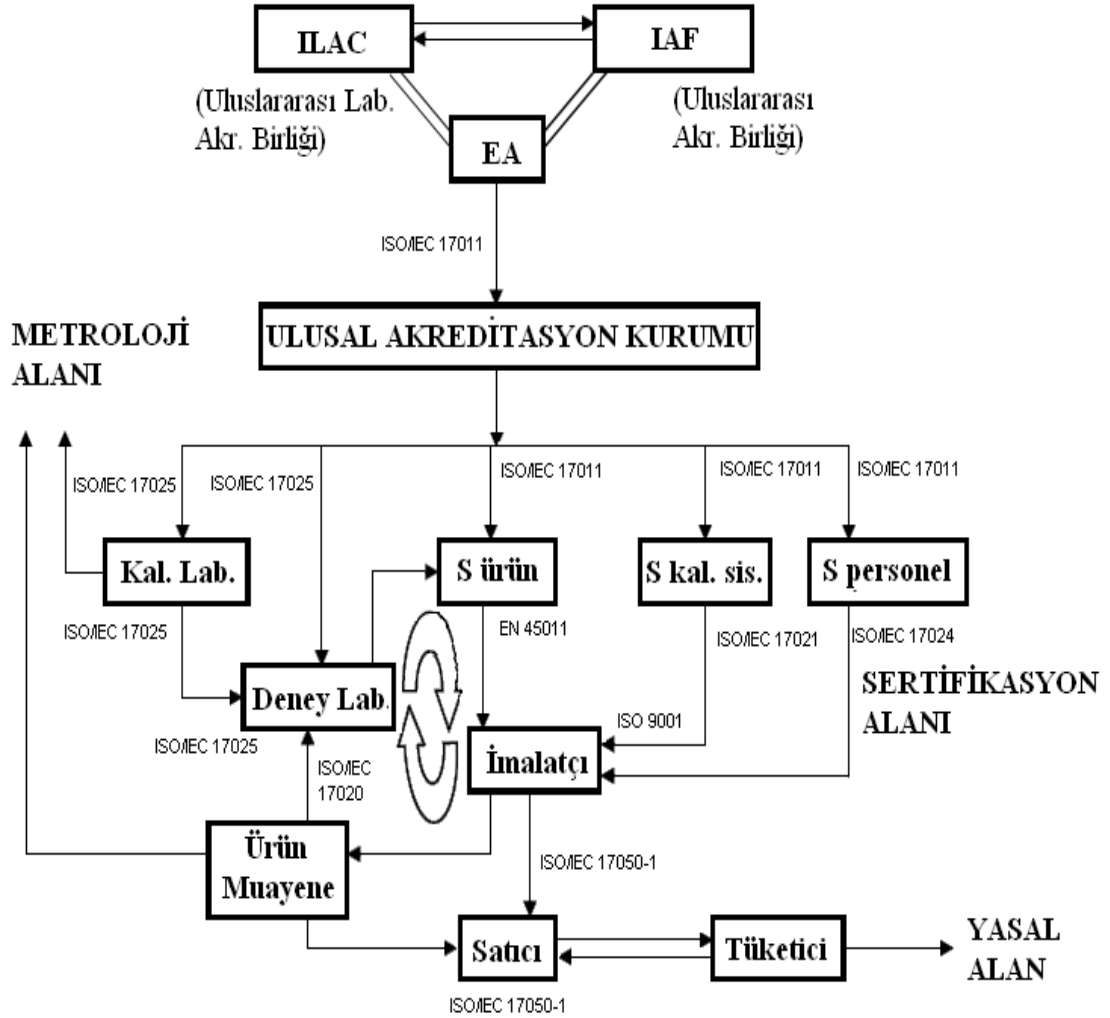 ILAC
IAF
(Uluslararası Lab.
Akr. Birliği)
(Uluslararası
Akr. Birliği)
EA
ISO/IEC 17011
METROLOJİ
ALANI
ULUSAL AKREDİTASYON KURUMU
ISO/IEC 17025
ISO/IEC 17025
ISO/IEC 17011
ISO/IEC 17011
ISO/IEC 17011
Kal. Lab.
S ürün
S kal. sis.
S personel
ISO/IEC 17025
EN 45011
ISO/IEC 17021
ISO/IEC 17024
Deney Lab.
SERTİFİKASYON
ALANI
ISO/IEC 17025
ISO 9001
ISO/IEC
17020
İmalatçı
Ürün
Muayene
ISO/IEC 17050-1
Satıcı
Tüketici
YASAL
ALAN
ISO/IEC 17050-1